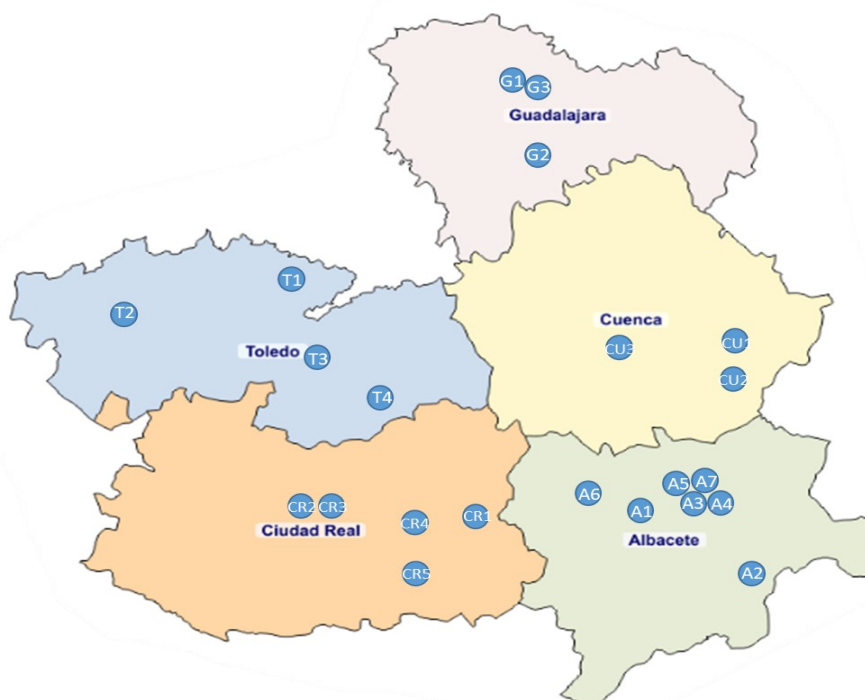 G1
G3
Guadalajara
G2
T1
T2
Cuenca
CU1
CU3
Toledo
T3
CU2
T4
A5
A7
A6
A3
A4
A1
CR2
CR3
CR1
CR4
Ciudad Real
Albacete
CR5
A2